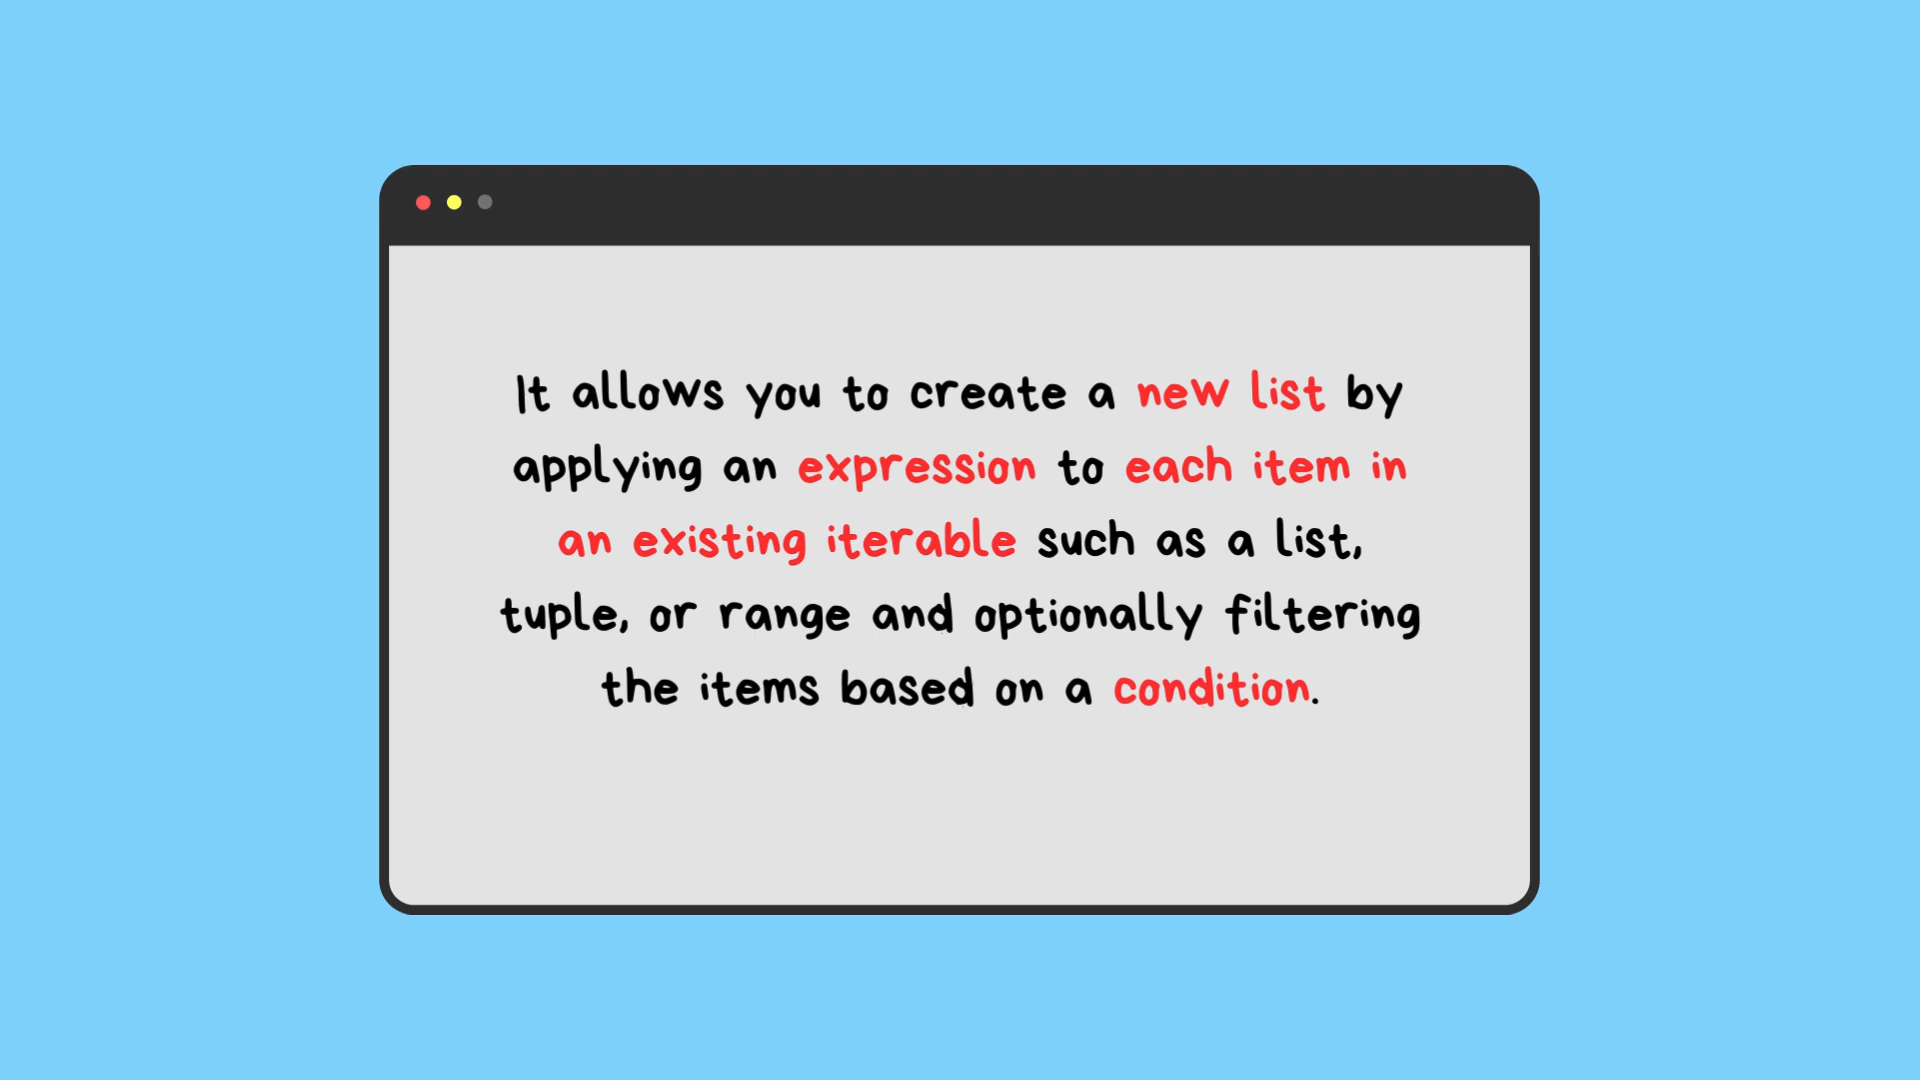 It allows you to create a new list by
applying an expression to each item in
an existing iterable such as a list,
tuple, or range and optionally filtering
the items based on a condition.